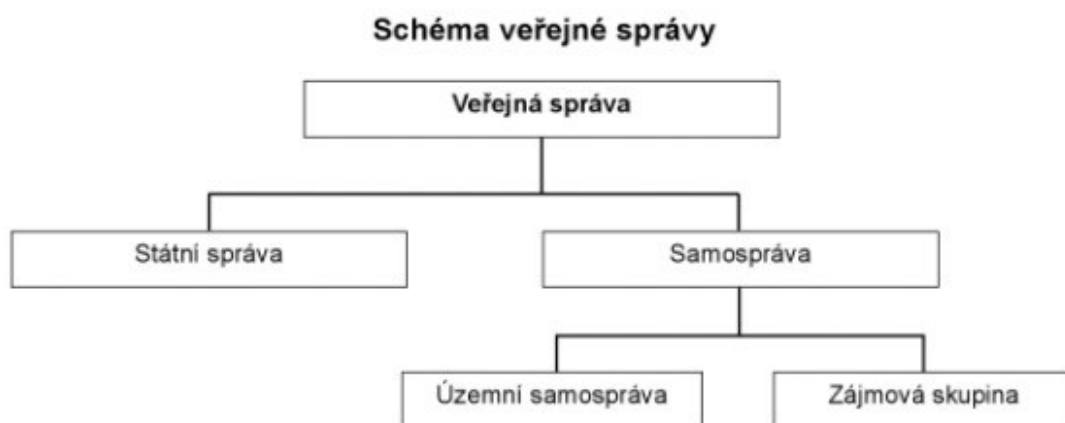 Schéma veřejné správy
Veřejná správa
Státní správa
Samospráva
Územní samospráva
Zájmová skupina